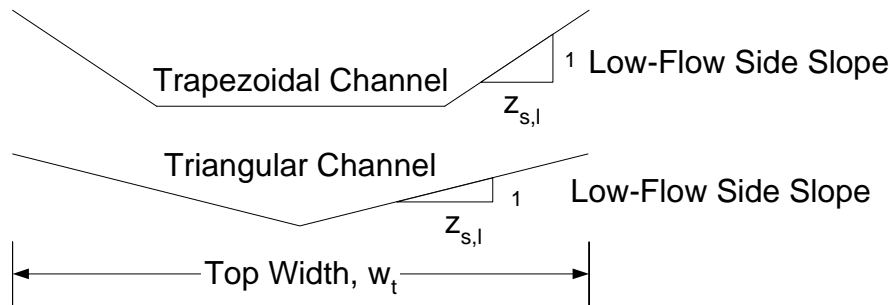 Trapezoidal Channel
1 Low-Flow Side Slope
z_s,l
Triangular Channel
1 Low-Flow Side Slope
z_s,l
Top Width, w_t